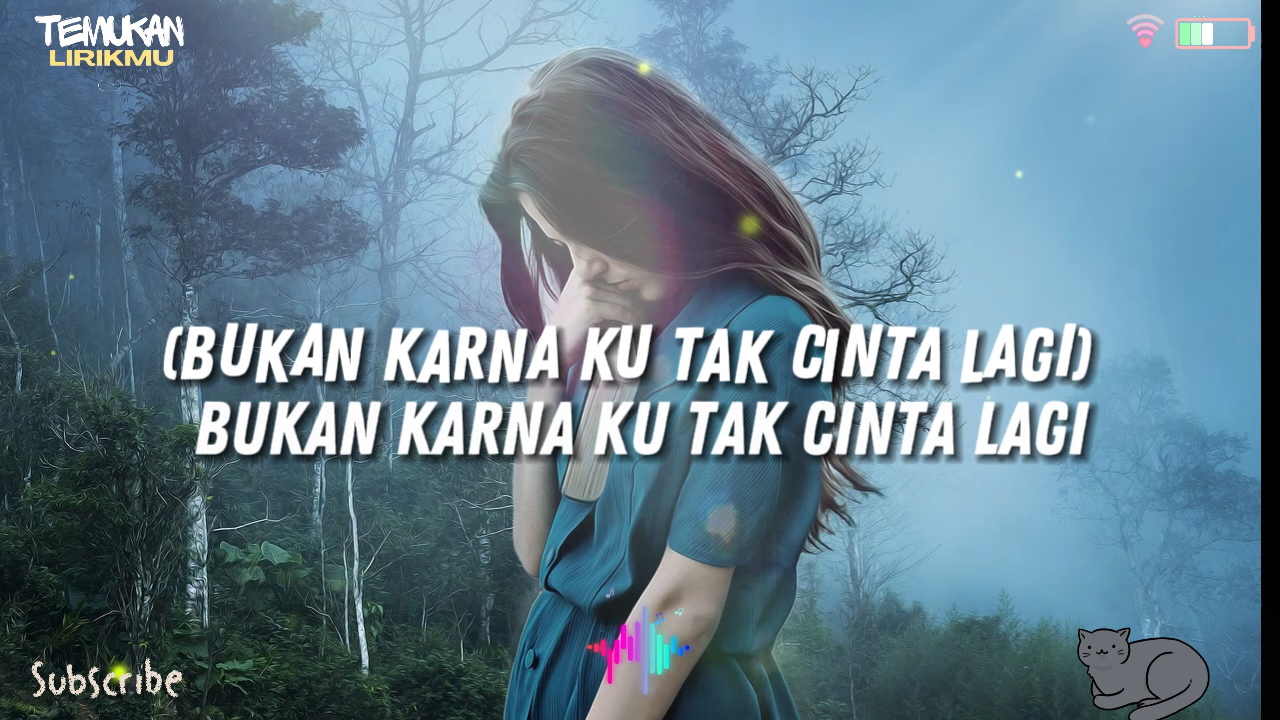 TEMUKAN
LIRIKMU
(BUKAN KARNA KU TAK CINTA LAGI)
BUKAN KARNA KU TAK CINTA LAGI
Subscribe